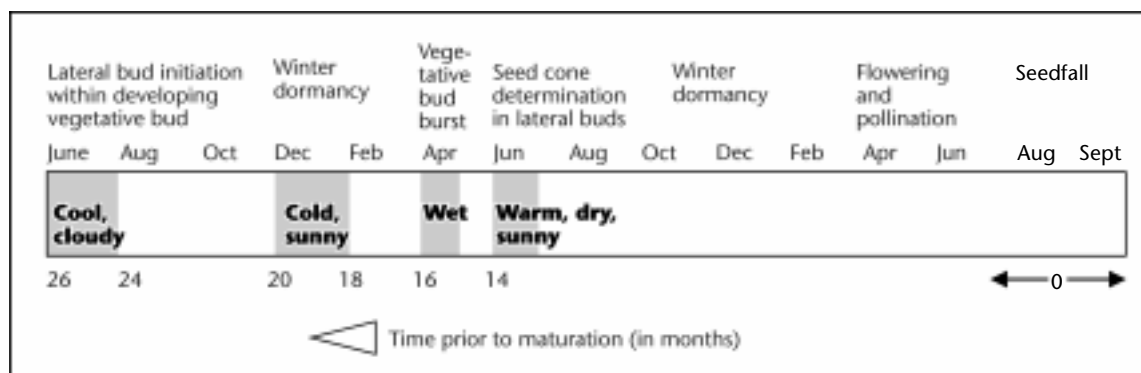 Lateral bud initiation
within developing
vegetative bud
Winter
dormancy
Vege-
tative
bud
burst
Seed cone
determination
in lateral buds
Winter
dormancy
Flowering
and
pollination
Seedfall
June Aug Oct Dec Feb Apr Jun Aug Oct Dec Feb Apr Jun Aug Sept
Cool,
cloudy
Cold,
sunny
Wet
Warm, dry,
sunny
26 24 20 18 16 14 0
Time prior to maturation (in months)